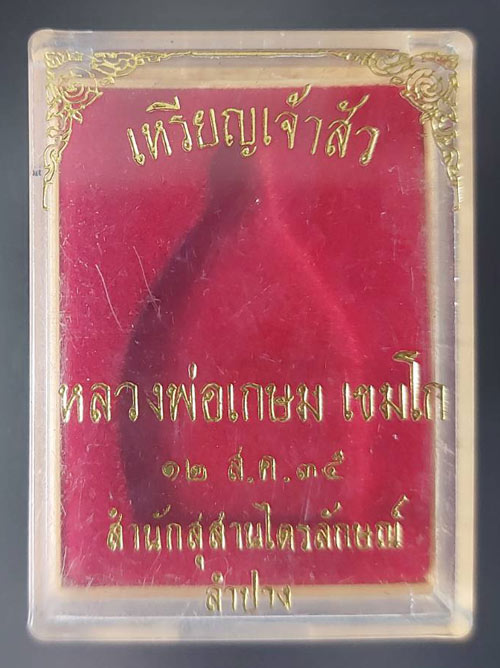 เหรียญเจ้าสัว
หลวงพ่อเกษม เขมโก
๑๒ ส.ค.๓๕
สำนักสุสานไตรลักษณ์
ลำปาง